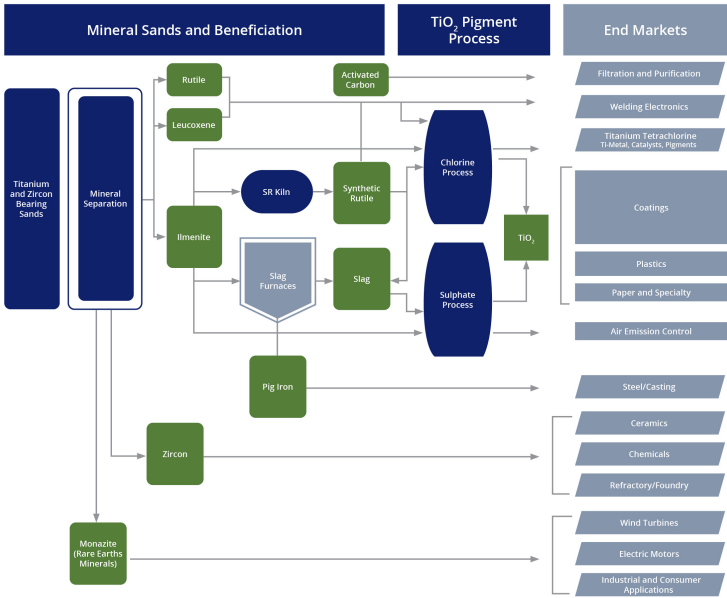 Mineral Sands and Beneficiation
TiO₂ Pigment
Process
End Markets
Titanium
and Zircon
Bearing
Sands
Mineral
Separation
Rutile
Leucoxene
Ilmenite
SR Kiln
Slag
Furnaces
Pig Iron
Zircon
Monazite
(Rare Earths
Minerals)
Activated
Carbon
Synthetic
Rutile
Slag
Chlorine
Process
Sulphate
Process
TiO₂
Filtration and Purification
Welding Electronics
Titanium Tetrachlorine
Ti-Metal, Catalysts, Pigments
Coatings
Plastics
Paper and Specialty
Air Emission Control
Steel/Casting
Ceramics
Chemicals
Refractory/Foundry
Wind Turbines
Electric Motors
Industrial and Consumer
Applications